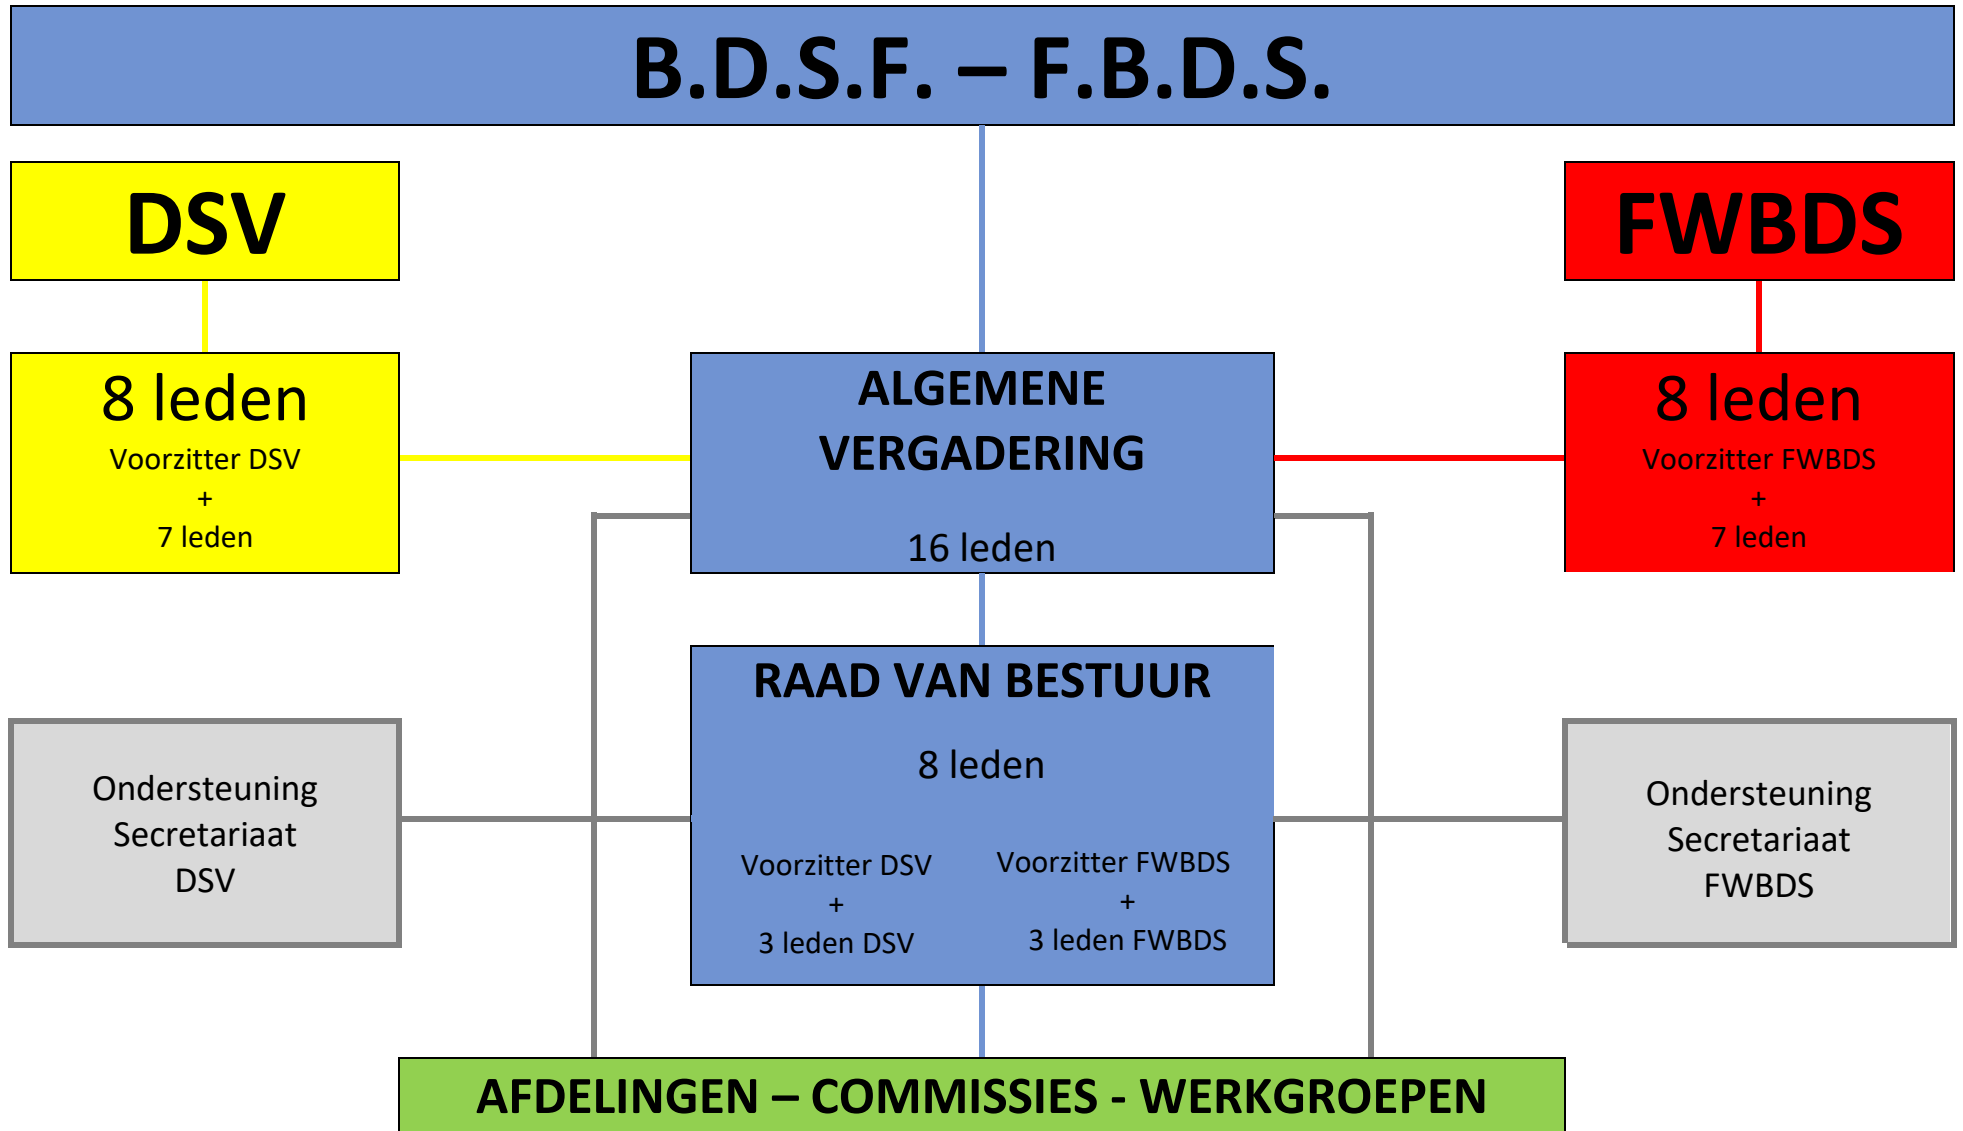 B.D.S.F. – F.B.D.S.
DSV
FWBDS
8 leden
Voorzitter DSV
+
7 leden
ALGEMENE
VERGADERING
16 leden
8 leden
Voorzitter FWBDS
+
7 leden
RAAD VAN BESTUUR
8 leden
Voorzitter DSV
+
3 leden DSV
Voorzitter FWBDS
+
3 leden FWBDS
Ondersteuning
Secretariaat
DSV
Ondersteuning
Secretariaat
FWBDS
AFDELINGEN – COMMISSIES - WERKGROEPEN